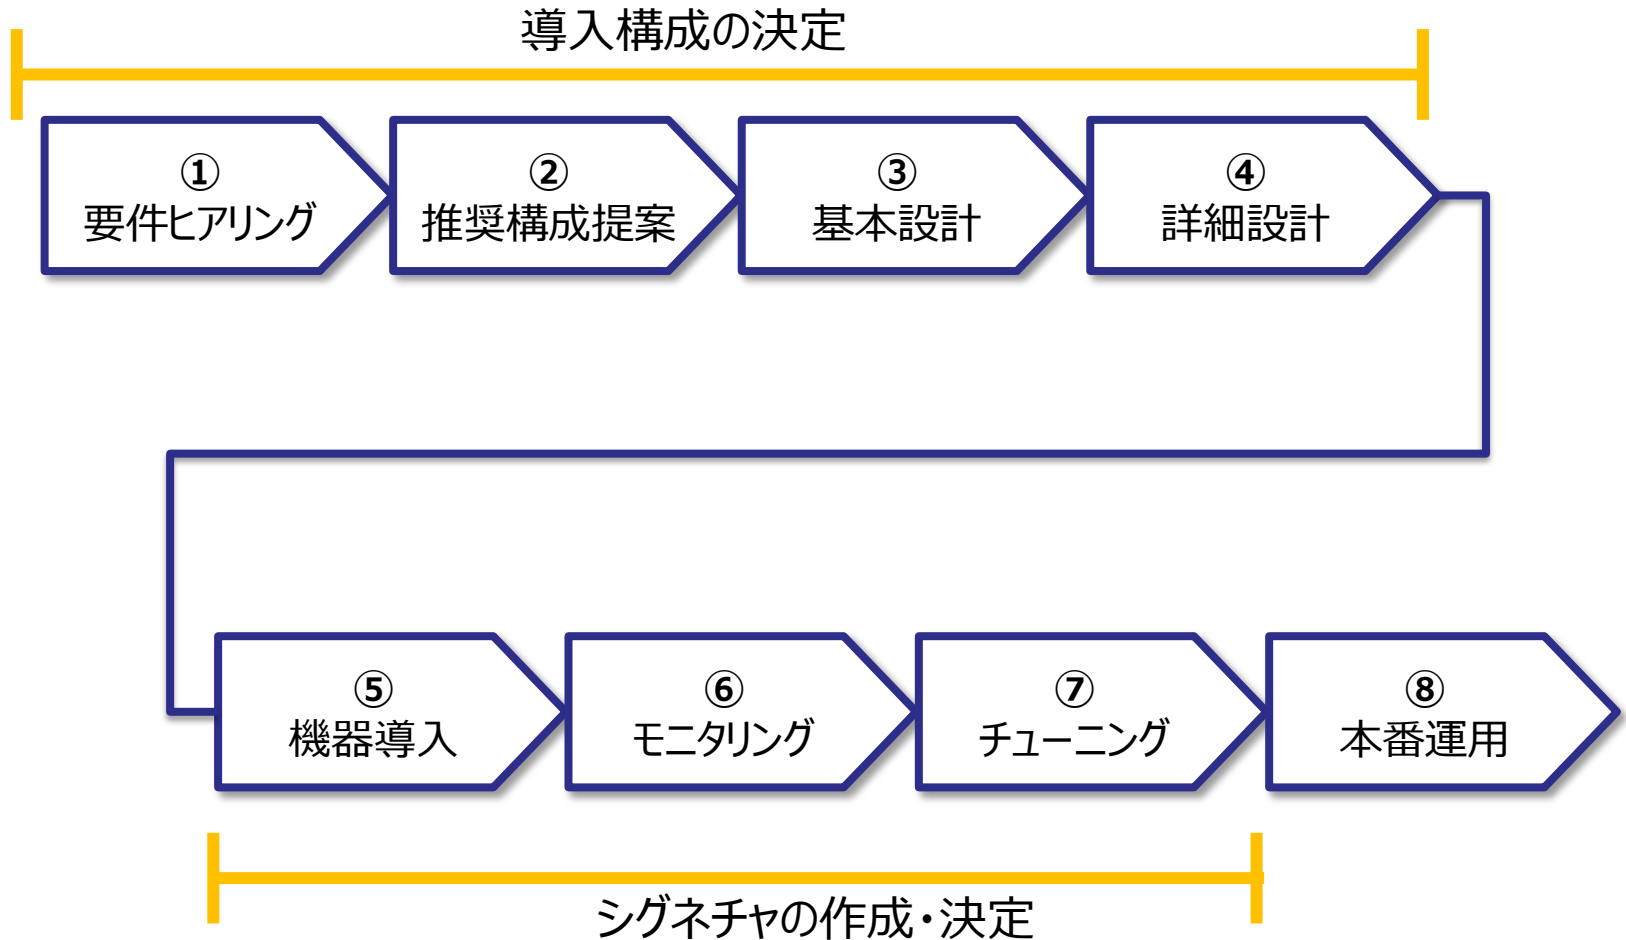 導入構成の決定
①
要件ヒアリング
②
推奨構成提案
③
基本設計
④
詳細設計
⑤
機器導入
⑥
モニタリング
⑦
チューニング
⑧
本番運用
シグネチャの作成・決定